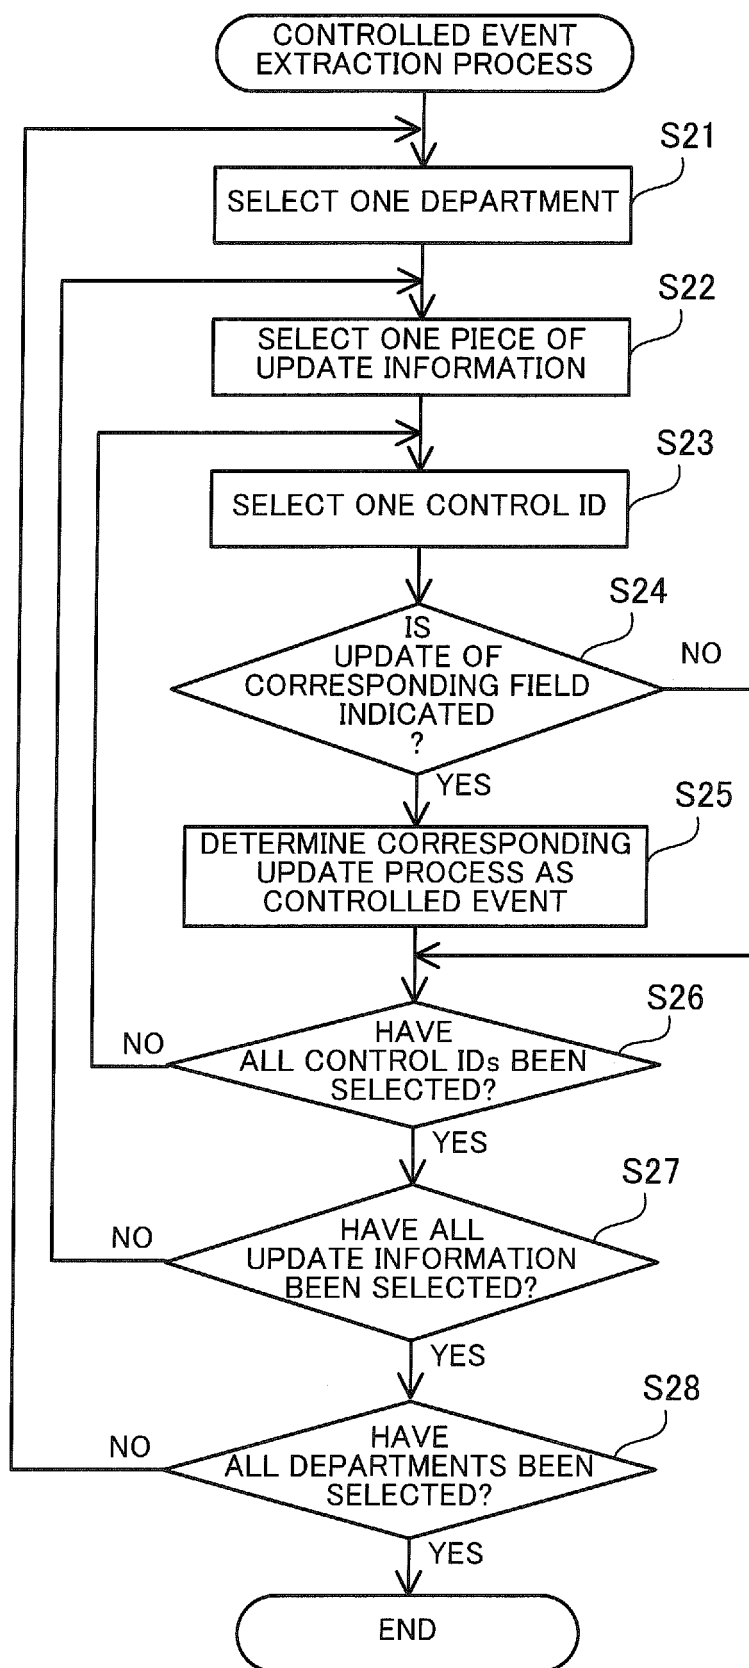 CONTROLLED EVENT
EXTRACTION PROCESS
S21
SELECT ONE DEPARTMENT
S22
SELECT ONE PIECE OF
UPDATE INFORMATION
S23
SELECT ONE CONTROL ID
S24
IS
UPDATE OF
CORRESPONDING FIELD
INDICATED
?
NO
YES
S25
DETERMINE CORRESPONDING
UPDATE PROCESS AS
CONTROLLED EVENT
S26
HAVE
ALL CONTROL IDs BEEN
SELECTED?
NO
YES
S27
HAVE ALL
UPDATE INFORMATION
BEEN SELECTED?
NO
YES
S28
HAVE
ALL DEPARTMENTS BEEN
SELECTED?
NO
YES
END